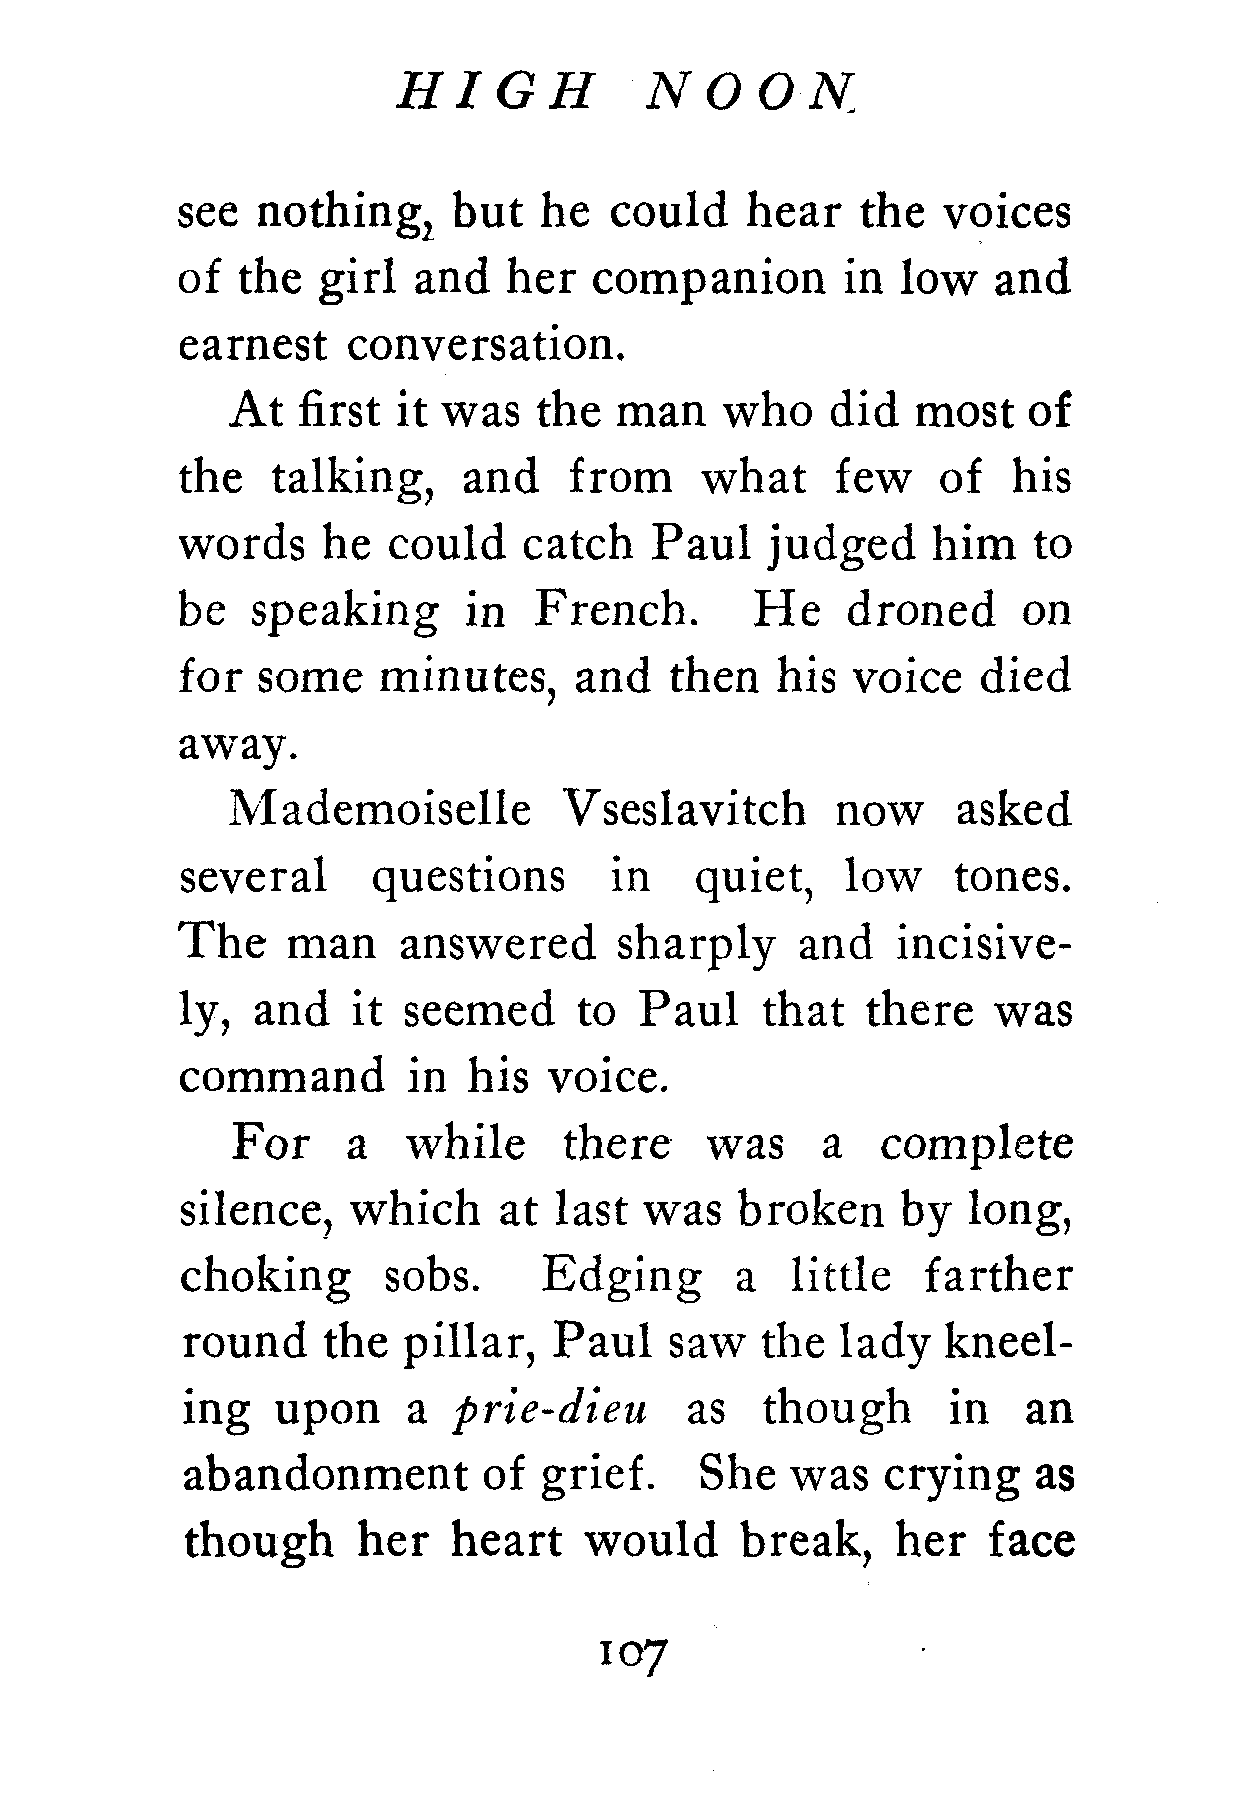 HIGH NOON
see nothing, but he could hear the voices
of the girl and her companion in low and
earnest conversation.
At first it was the man who did most of
the talking, and from what few of his
words he could catch Paul judged him to
be speaking in French. He droned on
for some minutes, and then his voice died
away.
Mademoiselle Vseslavitch now asked
several questions in quiet, low tones.
The man answered sharply and incisive-
ly, and it seemed to Paul that there was
command in his voice.
For a while there was a complete
silence, which at last was broken by long,
choking sobs. Edging a little farther
round the pillar, Paul saw the lady kneel-
ing upon a prie-dieu as though in an
abandonment of grief. She was crying as
though her heart would break, her face
107